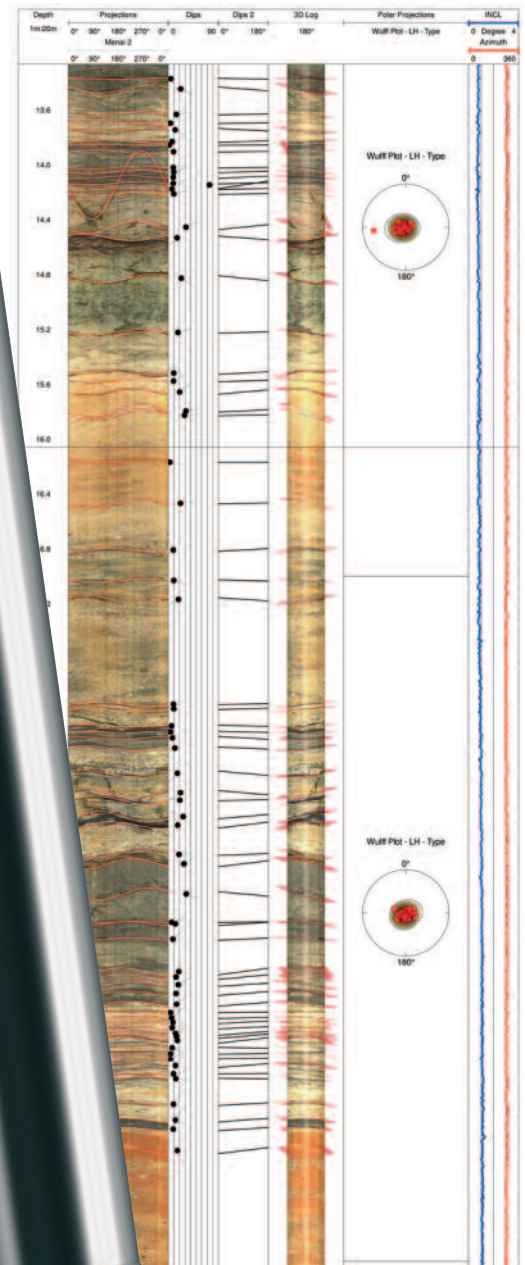 Depth Projections Dips Dips 2 3D Log Polar Projections INCL
1m:20m 0° 90° 180° 270° 0° 0 90 0° 180° 180° Wulff Plot - LH - Type 0 Degree 4
Menai 2 Azimuth
0° 90° 180° 270° 0° 0 360
13.6
14.0
Wulff Plot - LH - Type
0°
14.4
180°
14.8
15.2
15.6
16.0
16.4
6.8
Wulff Plot - LH - Type
0°
180°